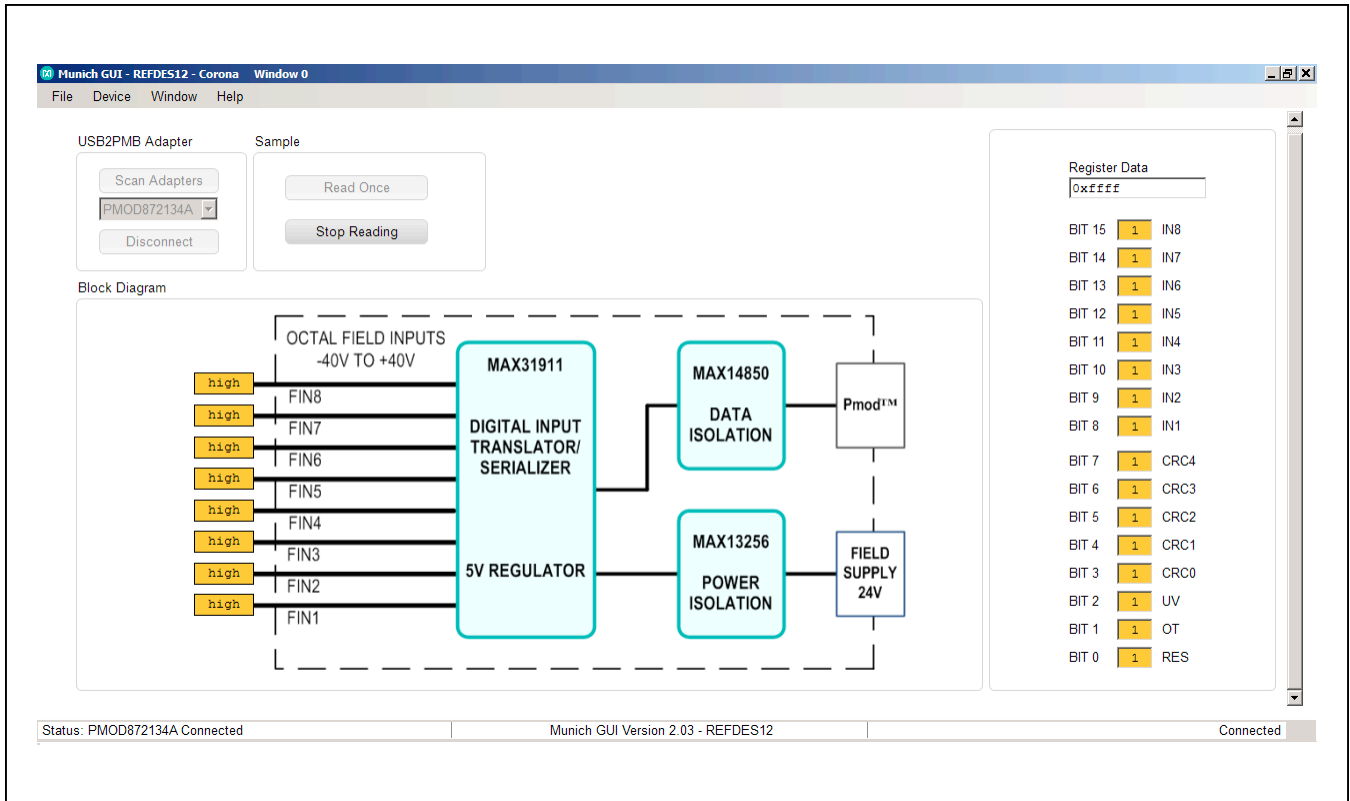 Munich GUI - REFDES12 - Corona Window 0
File Device Window Help
USB2PMB Adapter
Scan Adapters
PMOD872134A
Disconnect
Sample
Read Once
Stop Reading
Block Diagram
OCTAL FIELD INPUTS
-40V TO +40V
high
FIN8
high
FIN7
high
FIN6
high
FIN5
high
FIN4
high
FIN3
high
FIN2
high
FIN1
MAX31911
DIGITAL INPUT
TRANSLATOR/
SERIALIZER
5V REGULATOR
MAX14850
DATA
ISOLATION
Pmod™
MAX13256
POWER
ISOLATION
FIELD
SUPPLY
24V
Register Data
0xffff
BIT 15 1 IN8
BIT 14 1 IN7
BIT 13 1 IN6
BIT 12 1 IN5
BIT 11 1 IN4
BIT 10 1 IN3
BIT 9 1 IN2
BIT 8 1 IN1
BIT 7 1 CRC4
BIT 6 1 CRC3
BIT 5 1 CRC2
BIT 4 1 CRC1
BIT 3 1 CRC0
BIT 2 1 UV
BIT 1 1 OT
BIT 0 1 RES
Status: PMOD872134A Connected
Munich GUI Version 2.03 - REFDES12
Connected